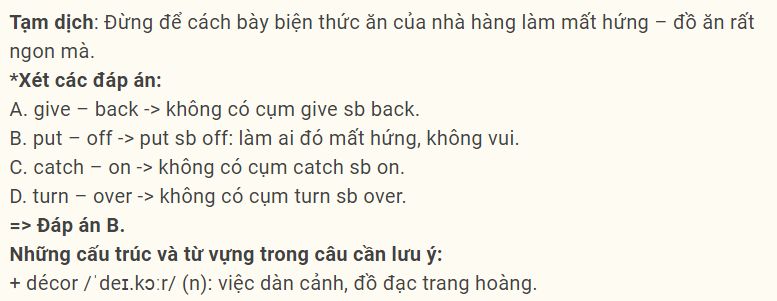 Tạm dịch: Đừng để cách bày biện thức ăn của nhà hàng làm mất hứng – đồ ăn rất
ngon mà.
*Xét các đáp án:
A. give – back -> không có cụm give sb back.
B. put – off -> put sb off: làm ai đó mất hứng, không vui.
C. catch – on -> không có cụm catch sb on.
D. turn – over -> không có cụm turn sb over.
=> Đáp án B.
Những cấu trúc và từ vựng trong câu cần lưu ý:
+ décor /ˈdeɪ.kɔːr/ (n): việc dàn cảnh, đồ đạc trang hoàng.